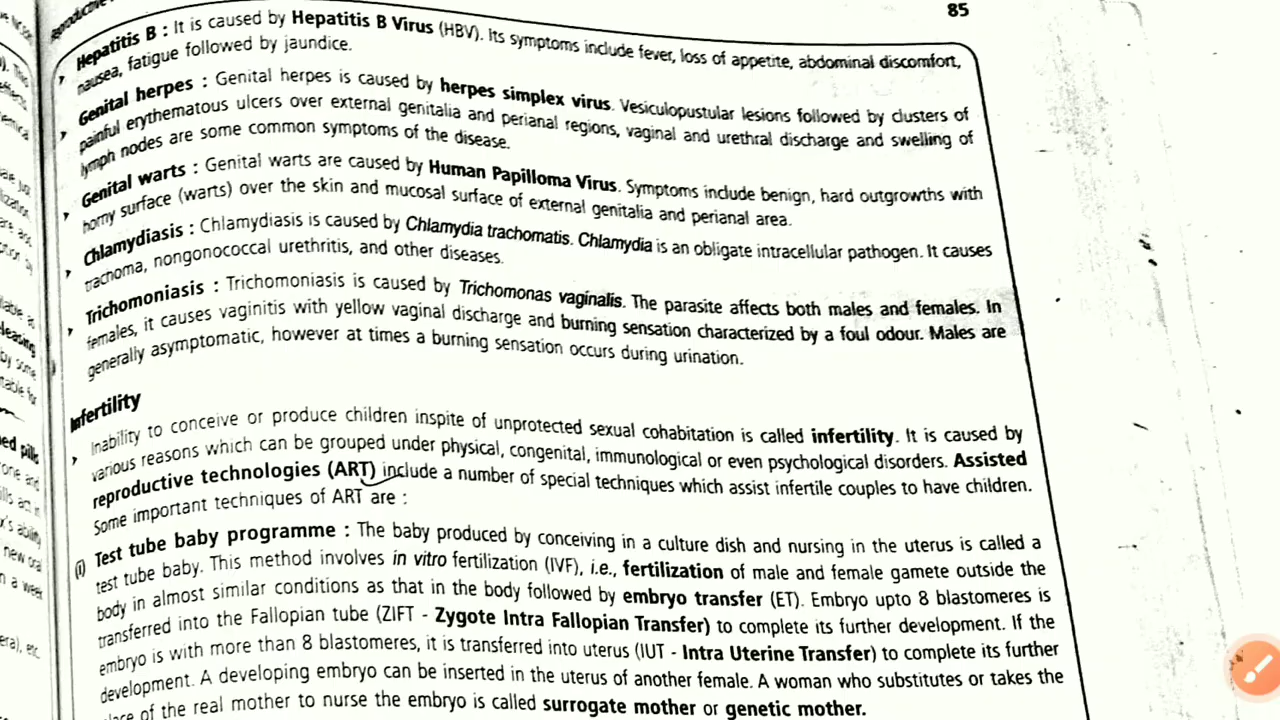 85
Hepatitis B : It is caused by Hepatitis B Virus (HBV). Its symptoms include fever, loss of appetite, abdominal discomfort,
nausea, fatigue followed by jaundice.
Genital herpes : Genital herpes is caused by herpes simplex virus. Vesiculopustular lesions followed by clusters of
painful erythematous ulcers over external genitalia and perianal regions, vaginal and urethral discharge and swelling of
lymph nodes are some common symptoms of the disease.
Genital warts : Genital warts are caused by Human Papilloma Virus. Symptoms include benign, hard outgrowths with
horny surface (warts) over the skin and mucosal surface of external genitalia and perianal area.
Chlamydiasis : Chlamydiasis is caused by Chlamydia trachomatis. Chlamydia is an obligate intracellular pathogen. It causes
trachoma, nongonococcal urethritis, and other diseases.
Trichomoniasis : Trichomoniasis is caused by Trichomonas vaginalis. The parasite affects both males and females. In
females, it causes vaginitis with yellow vaginal discharge and burning sensation characterized by a foul odour. Males are
generally asymptomatic, however at times a burning sensation occurs during urination.
Infertility
Inability to conceive or produce children inspite of unprotected sexual cohabitation is called infertility. It is caused by
various reasons which can be grouped under physical, congenital, immunological or even psychological disorders. Assisted
reproductive technologies (ART) include a number of special techniques which assist infertile couples to have children.
Some important techniques of ART are :
(i) Test tube baby programme : The baby produced by conceiving in a culture dish and nursing in the uterus is called a
test tube baby. This method involves in vitro fertilization (IVF), i.e., fertilization of male and female gamete outside the
body in almost similar conditions as that in the body followed by embryo transfer (ET). Embryo upto 8 blastomeres is
transferred into the Fallopian tube (ZIFT - Zygote Intra Fallopian Transfer) to complete its further development. If the
embryo is with more than 8 blastomeres, it is transferred into uterus (IUT - Intra Uterine Transfer) to complete its further
development. A developing embryo can be inserted in the uterus of another female. A woman who substitutes or takes the
of the real mother to nurse the embryo is called surrogate mother or genetic mother.